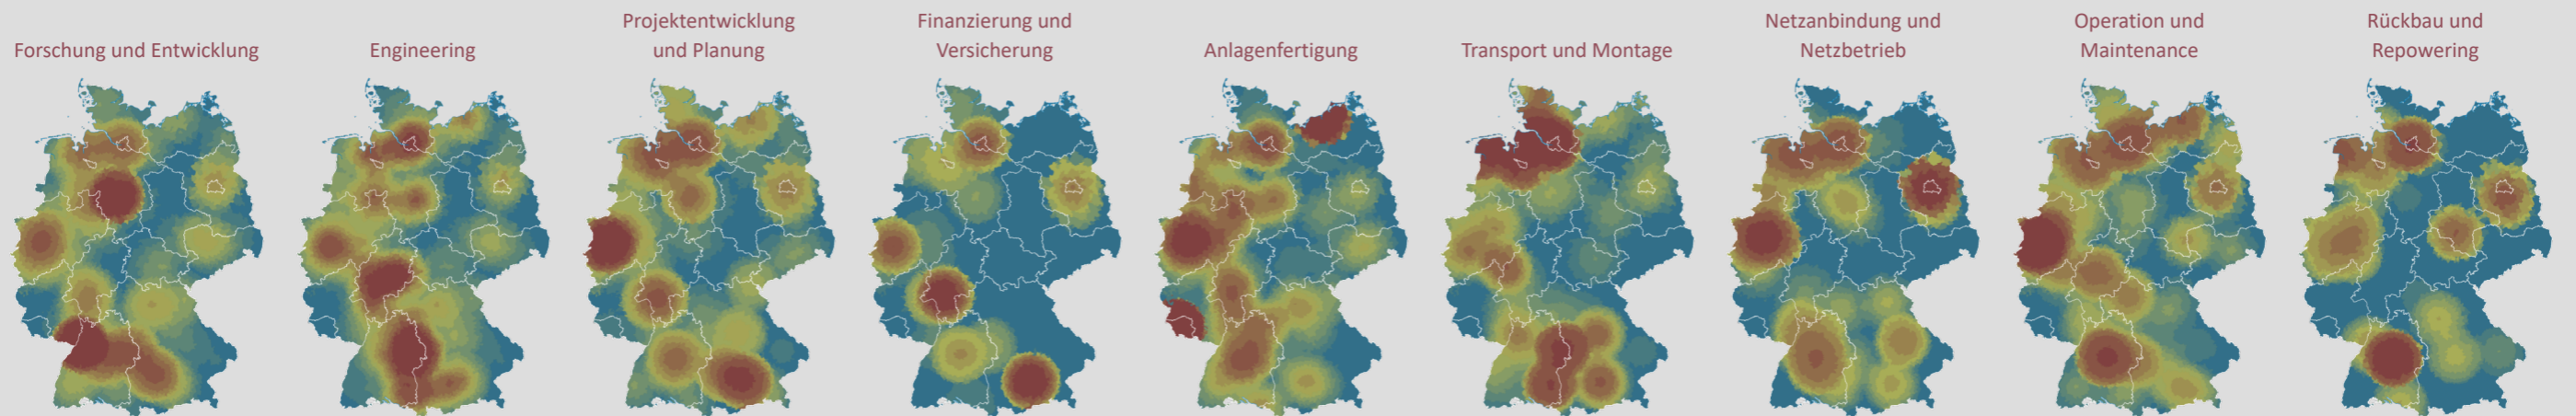 Forschung und Entwicklung
Engineering
Projektentwicklung
und Planung
Finanzierung und
Versicherung
Anlagenfertigung
Transport und Montage
Netzanbindung und
Netzbetrieb
Operation und
Maintenance
Rückbau und
Repowering